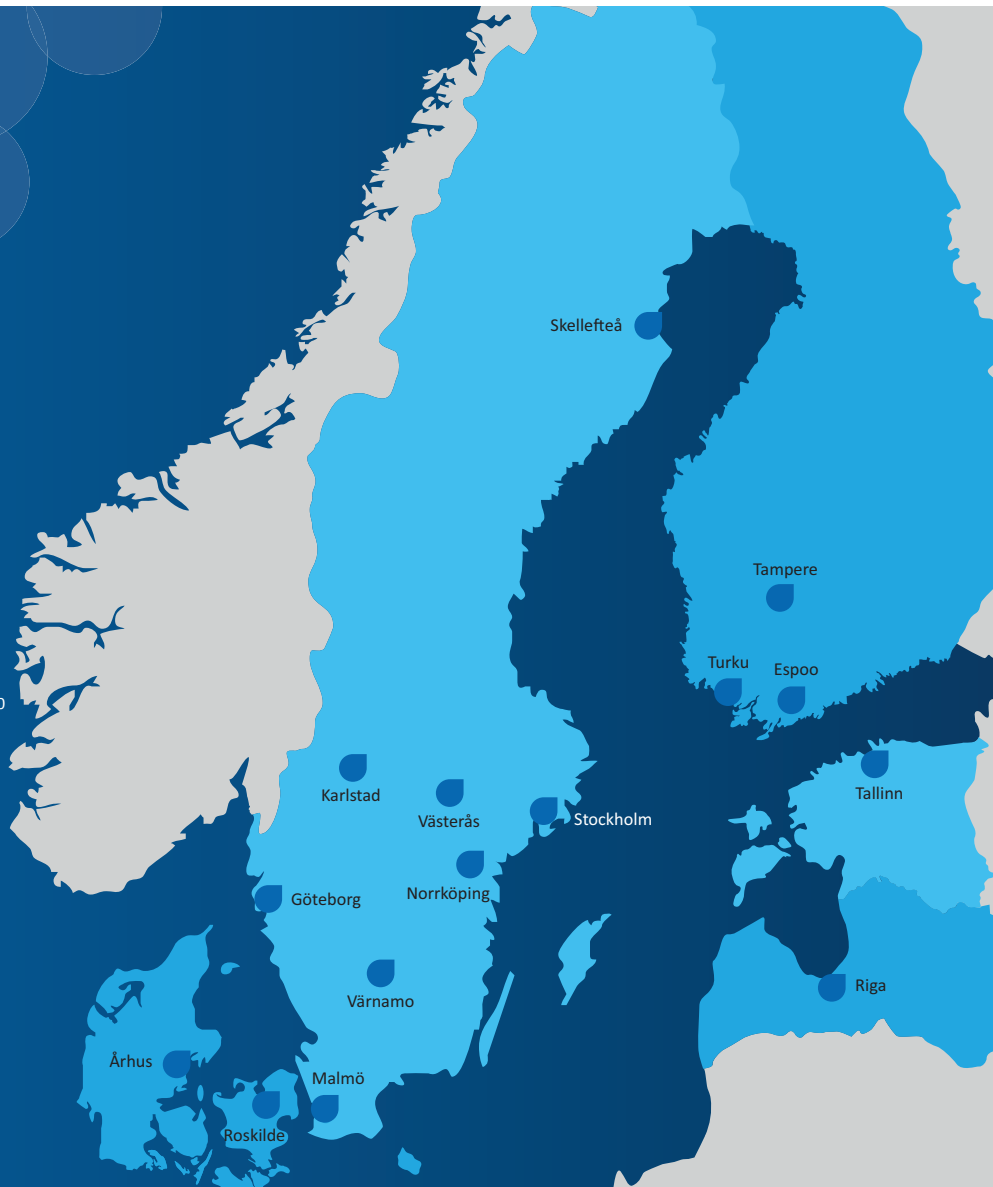 Skellefteå
Tampere
Turku
Espoo
Karlstad
Västerås
Stockholm
Tallinn
Göteborg
Norrköping
Värnamo
Riga
Århus
Malmö
Roskilde